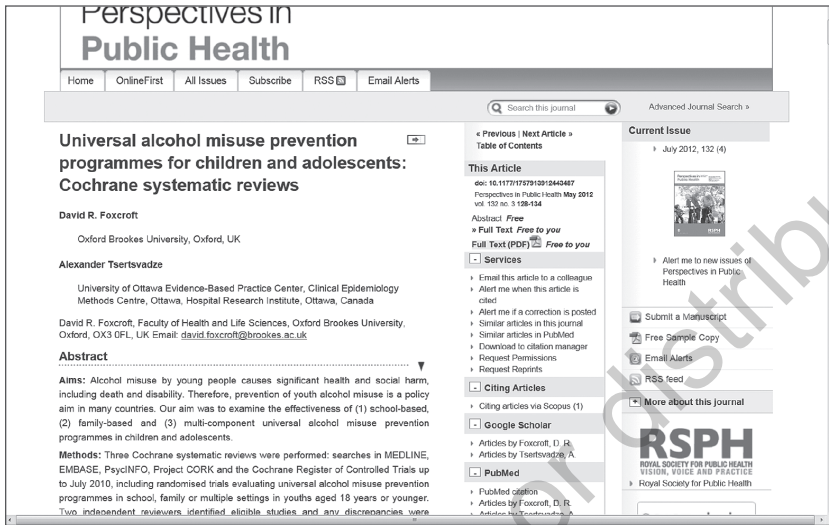 Perspectives in
Public Health
Home
OnlineFirst
All Issues
Subscribe
RSS
Email Alerts
Search this journal
Advanced Journal Search »
Universal alcohol misuse prevention
programmes for children and adolescents:
Cochrane systematic reviews
David R. Foxcroft
Oxford Brookes University, Oxford, UK
Alexander Tsertsvadze
University of Ottawa Evidence-Based Practice Center, Clinical Epidemiology
Methods Centre, Ottawa, Hospital Research Institute, Ottawa, Canada
David R. Foxcroft, Faculty of Health and Life Sciences, Oxford Brookes University,
Oxford, OX3 0FL, UK Email: david.foxcroft@brookes.ac.uk
Abstract
Aims: Alcohol misuse by young people causes significant health and social harm,
including death and disability. Therefore, prevention of youth alcohol misuse is a policy
aim in many countries. Our aim was to examine the effectiveness of (1) school-based,
(2) family-based and (3) multi-component universal alcohol misuse prevention
programmes in children and adolescents.
Methods: Three Cochrane systematic reviews were performed: searches in MEDLINE,
EMBASE, PsycINFO, Project CORK and the Cochrane Register of Controlled Trials up
to July 2010, including randomised trials evaluating universal alcohol misuse prevention
programmes in school, family or multiple settings in youths aged 18 years or younger.
Two independent reviewers identified eligible studies and any discrepancies were
« Previous | Next Article »
Table of Contents
This Article
doi: 10.1177/1757913912443487
Perspectives in Public Health May 2012
vol. 132 no. 3 128-134
Abstract Free
» Full Text Free to you
Full Text (PDF) Free to you
Services
Email this article to a colleague
Alert me when this article is
cited
Alert me if a correction is posted
Similar articles in this journal
Similar articles in PubMed
Download to citation manager
Request Permissions
Request Reprints
Citing Articles
Citing articles via Scopus (1)
Google Scholar
Articles by Foxcroft, D. R.
Articles by Tsertsvadze, A.
PubMed
PubMed citation
Articles by Foxcroft, D. R.
Articles by Tsertsvadze, A.
Current Issue
July 2012, 132 (4)
Alert me to new issues of
Perspectives in Public
Health
Submit a Manuscript
Free Sample Copy
Email Alerts
RSS feed
More about this journal
RSPH
ROYAL SOCIETY FOR PUBLIC HEALTH
VISION, VOICE AND PRACTICE
Royal Society for Public Health
or distrib